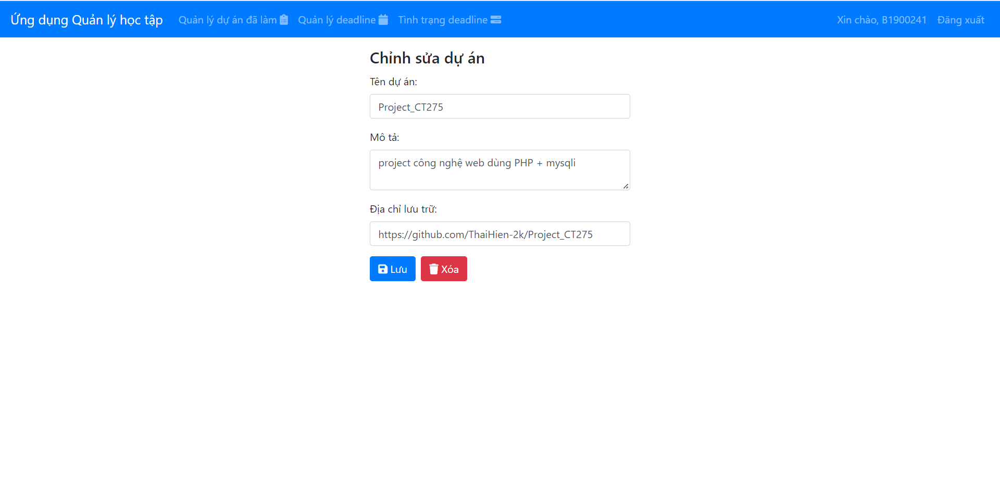 Ứng dụng Quản lý học tập Quản lý dự án đã làm Quản lý deadline Tình trạng deadline Xin chào, B1900241 Đăng xuất
Chỉnh sửa dự án
Tên dự án:
Project_CT275
Mô tả:
project công nghệ web dùng PHP + mysqli
Địa chỉ lưu trữ:
https://github.com/ThaiHien-2k/Project_CT275
Lưu Xóa